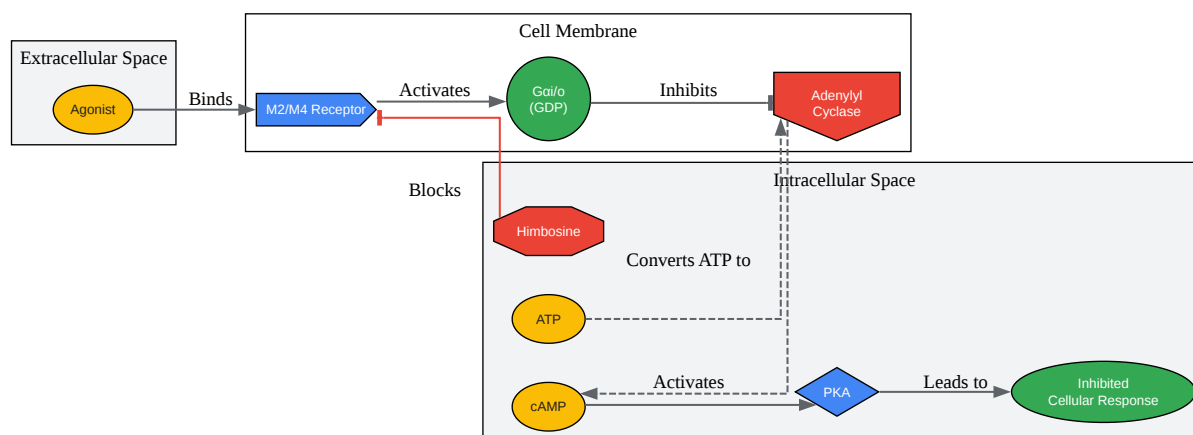 Cell Membrane
Extracellular Space
Agonist
Binds
M2/M4 Receptor
Activates
Gαi/o
(GDP)
Inhibits
Adenylyl
Cyclase
Blocks
Intracellular Space
Himbosine
Converts ATP to
ATP
cAMP
Activates
PKA
Leads to
Inhibited
Cellular Response